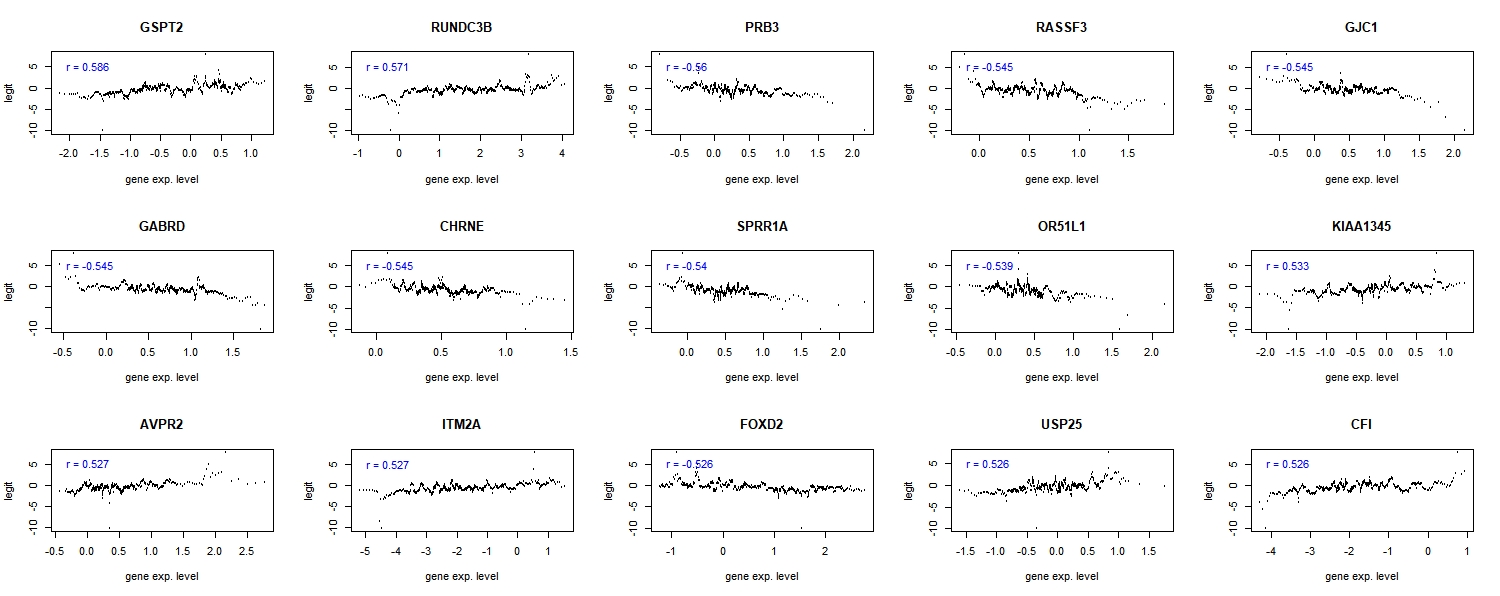 GSPT2 RUNDC3B PRB3 RASSF3 GJC1
r = 0.586 r = 0.571 r = -0.56 r = -0.545 r = -0.545
legit legit legit legit legit
5 5 5 5 5
0 0 0 0 0
-5 -5 -5 -5 -5
-10 -10 -10 -10 -10
-2.0 -1.5 -1.0 -0.5 0.0 0.5 1.0 -1 0 1 2 3 4 -0.5 0.0 0.5 1.0 1.5 2.0 0.0 0.5 1.0 1.5 -0.5 0.0 0.5 1.0 1.5 2.0
gene exp. level gene exp. level gene exp. level gene exp. level gene exp. level
GABRD CHRNE SPRR1A OR51L1 KIAA1345
r = -0.545 r = -0.545 r = -0.54 r = -0.539 r = 0.533
legit legit legit legit legit
5 5 5 5 5
0 0 0 0 0
-5 -5 -5 -5 -5
-10 -10 -10 -10 -10
-0.5 0.0 0.5 1.0 1.5 0.0 0.5 1.0 1.5 0.0 0.5 1.0 1.5 2.0 -0.5 0.0 0.5 1.0 1.5 2.0 -2.0 -1.5 -1.0 -0.5 0.0 0.5 1.0
gene exp. level gene exp. level gene exp. level gene exp. level gene exp. level
AVPR2 ITM2A FOXD2 USP25 CFI
r = 0.527 r = 0.527 r = -0.526 r = 0.526 r = 0.526
legit legit legit legit legit
5 5 5 5 5
0 0 0 0 0
-5 -5 -5 -5 -5
-10 -10 -10 -10 -10
-0.5 0.0 0.5 1.0 1.5 2.0 2.5 -5 -4 -3 -2 -1 0 1 -1 0 1 2 -1.5 -1.0 -0.5 0.0 0.5 1.0 1.5 -4 -3 -2 -1 0 1
gene exp. level gene exp. level gene exp. level gene exp. level gene exp. level